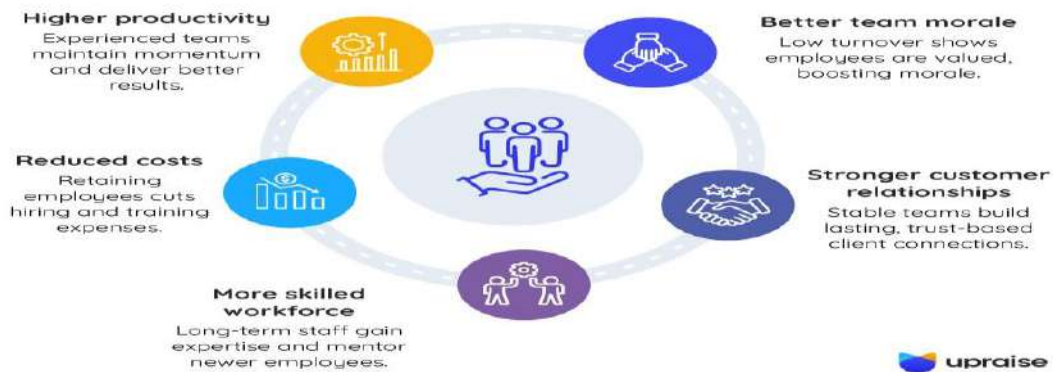 Higher productivity
Experienced teams
maintain momentum
and deliver better
results.
Better team morale
Low turnover shows
employees are valued,
boosting morale.
Reduced costs
Retaining
employees cuts
hiring and training
expenses.
Stronger customer
relationships
Stable teams build
lasting, trust-based
client connections.
More skilled
workforce
Long-term staff gain
expertise and mentor
newer employees.
upraise